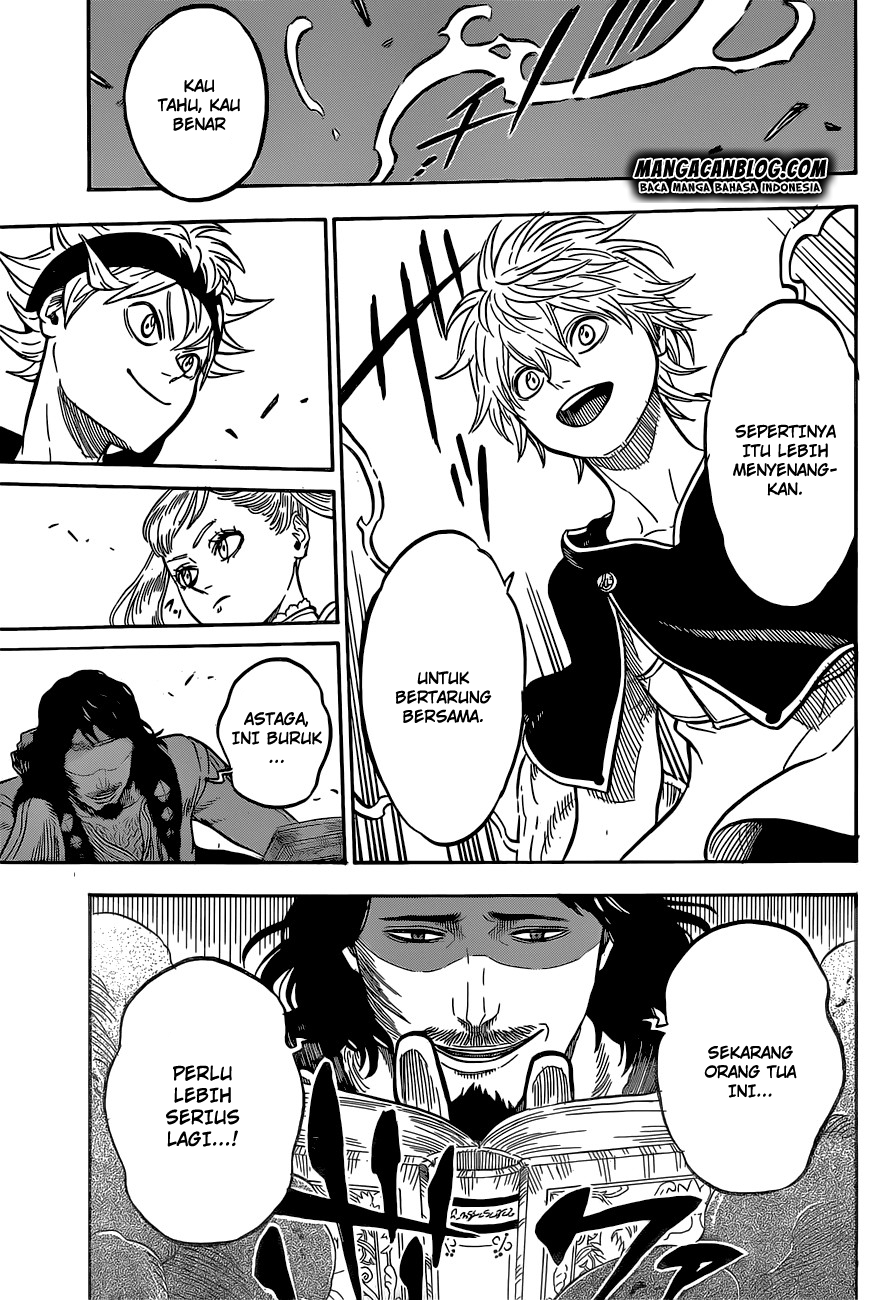 KAU
TAHU, KAU
BENAR
MANGACANBLOG.COM
BACA MANGA BAHASA INDONESIA
SEPERTINYA
ITU LEBIH
MENYENANG-
KAN.
UNTUK
BERTARUNG
BERSAMA.
ASTAGA,
INI BURUK
...
SEKARANG
ORANG TUA
INI...
PERLU
LEBIH
SERIUS
LAGI...!